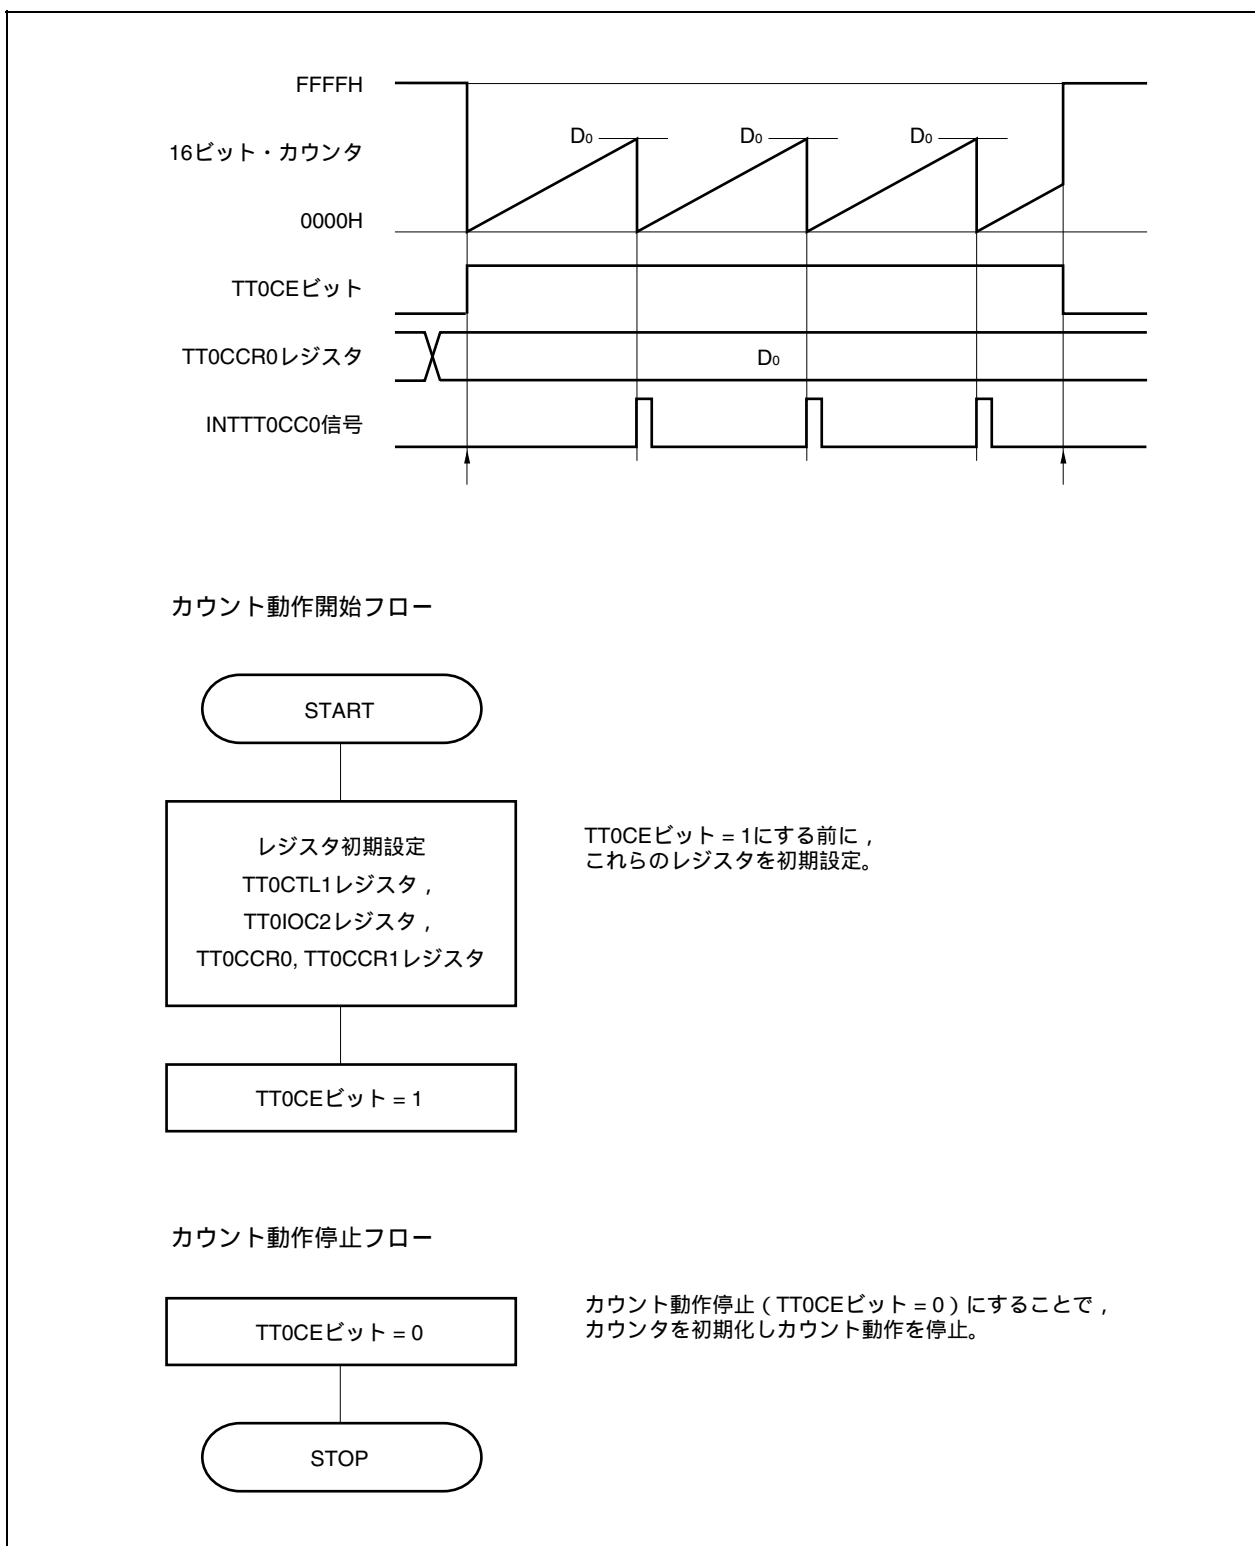 FFFFH
D0 D0 D0
16ビット・カウンタ
0000H
TT0CEビット
TT0CCR0レジスタ D0
INTTT0CC0信号
カウント動作開始フロー
START
レジスタ初期設定
TT0CTL1レジスタ，
TT0IOC2レジスタ，
TT0CCR0, TT0CCR1レジスタ
TT0CEビット = 1にする前に，
これらのレジスタを初期設定。
TT0CEビット = 1
カウント動作停止フロー
TT0CEビット = 0
カウント動作停止（TT0CEビット = 0）にすることで，
カウンタを初期化しカウント動作を停止。
STOP